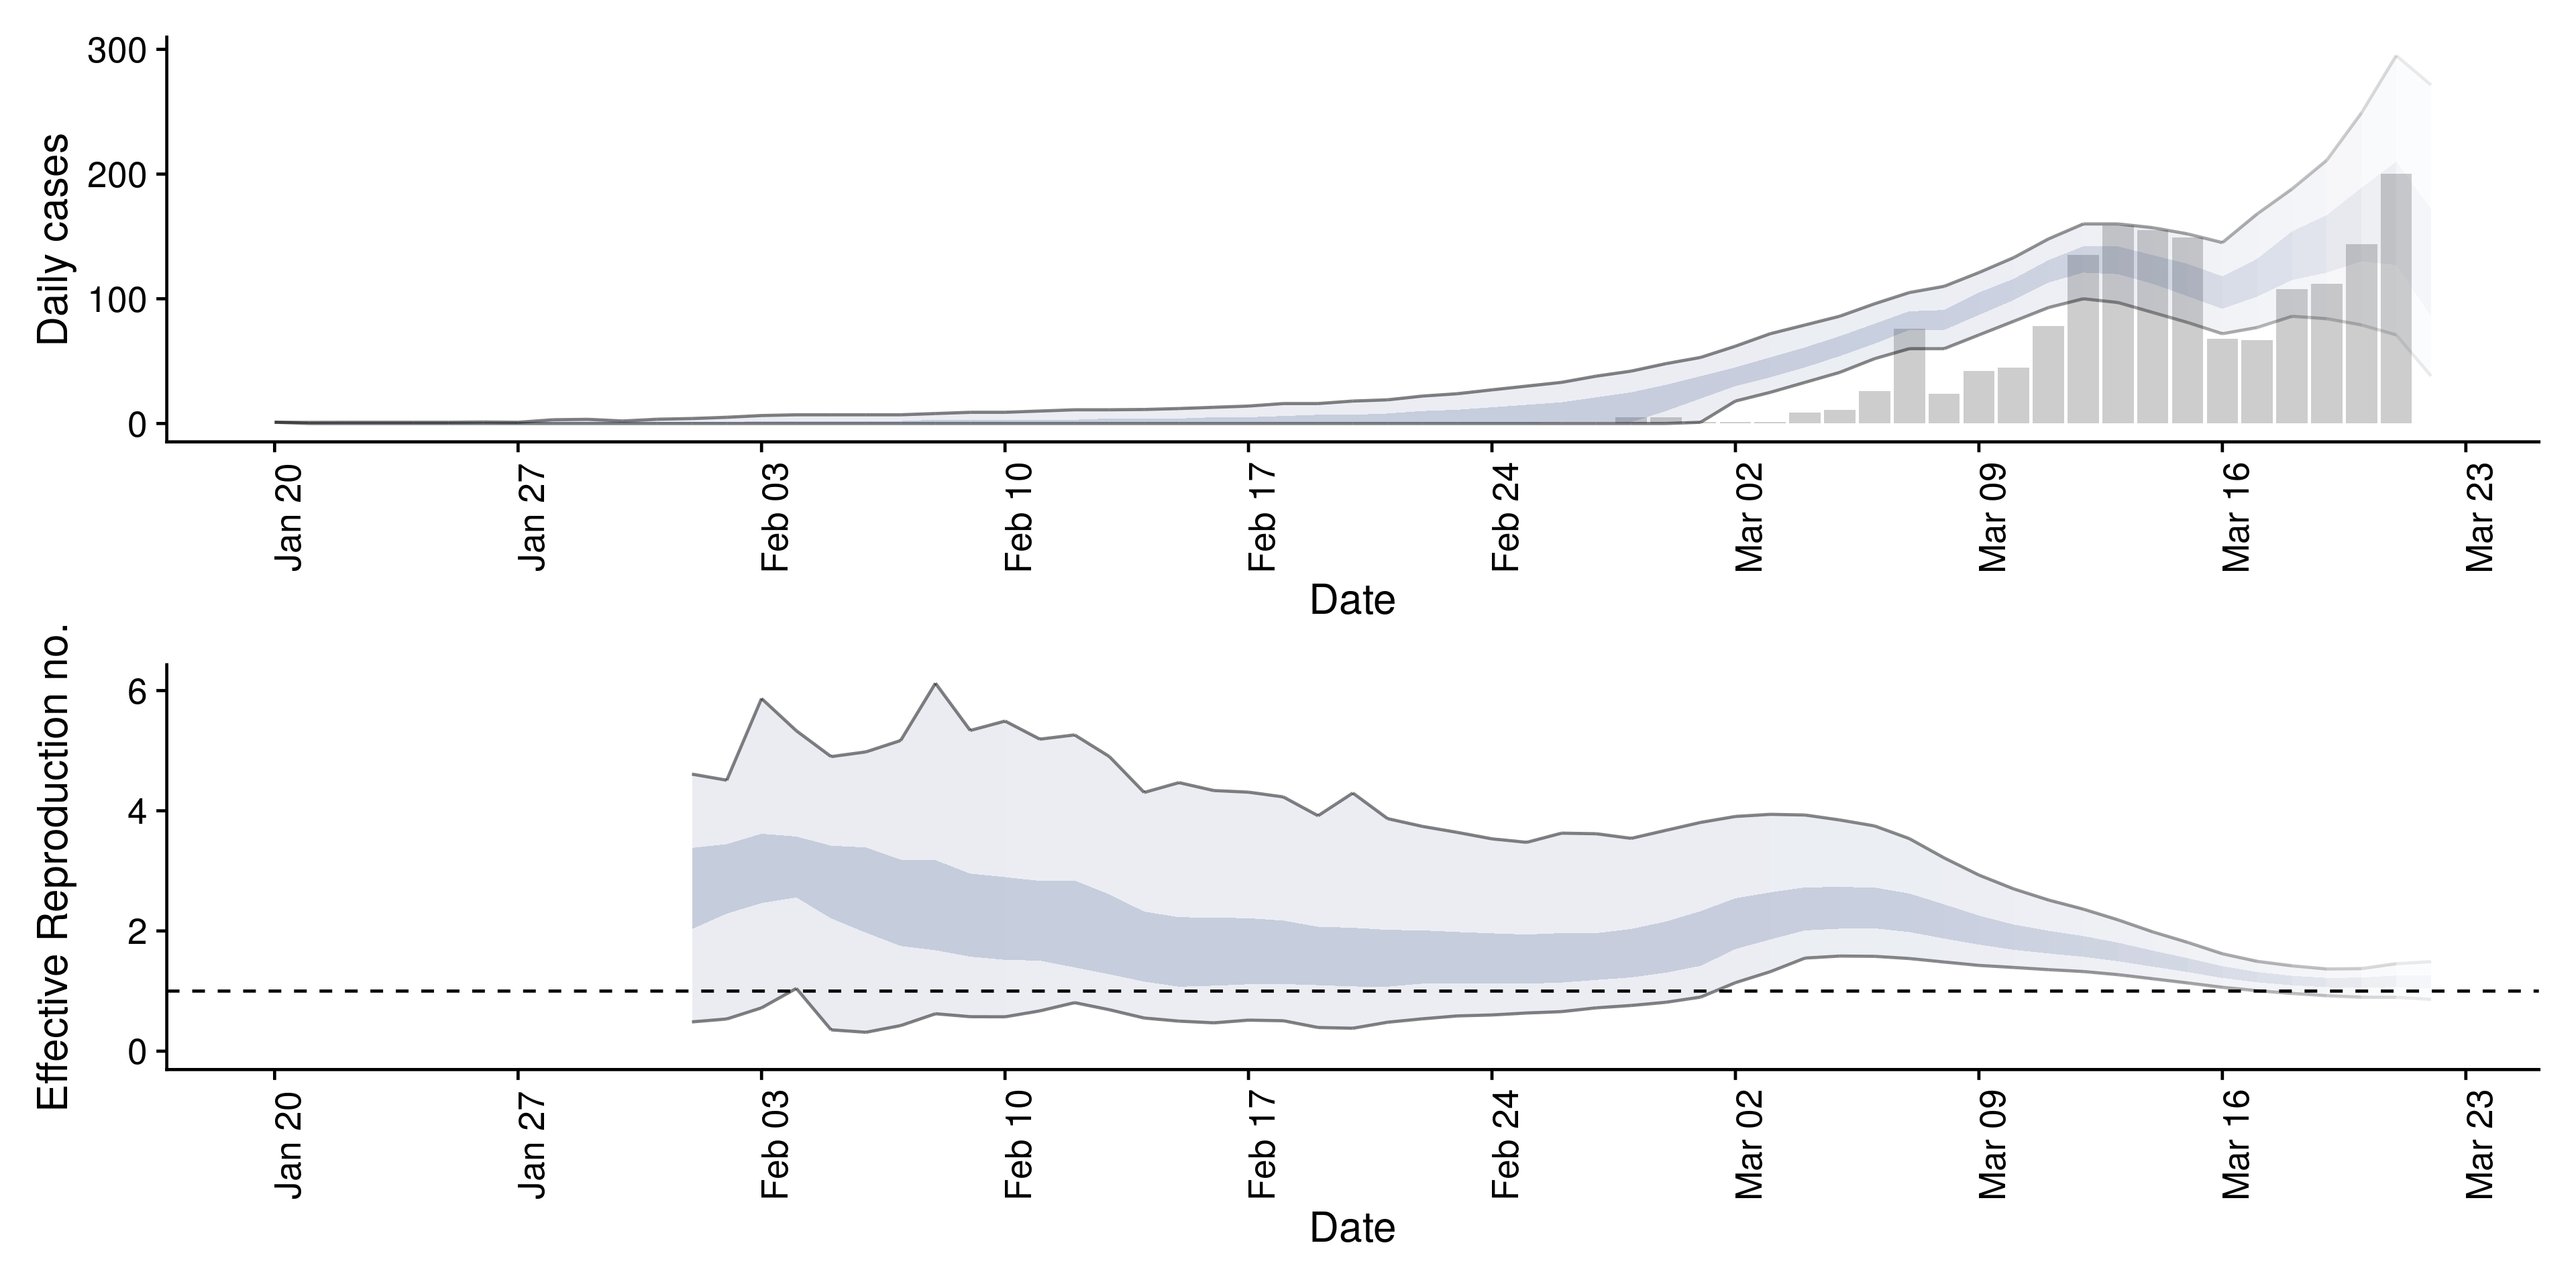 Daily cases
300
200
100
0
Jan 20
Jan 27
Feb 03
Feb 10
Feb 17
Feb 24
Mar 02
Mar 09
Mar 16
Mar 23
Date
Effective Reproduction no.
6
4
2
0
Jan 20
Jan 27
Feb 03
Feb 10
Feb 17
Feb 24
Mar 02
Mar 09
Mar 16
Mar 23
Date